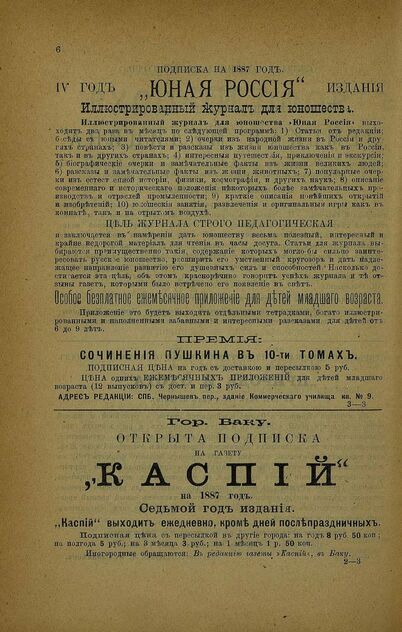 6
ПОДПИСКА НА 1887 ГОДЪ.
IV ГОДЪ „ЮНАЯ РОССІЯ“ ИЗДАНІЯ
Иллюстрированный журналъ для юношества.
Иллюстрированный журналъ для юношества «Юная Россія» выхо-
дитъ два раза въ мѣсяцъ по слѣдующей программѣ: 1) Статьи отъ редакціи;
бесѣды съ юными читателями; 2) очерки изъ народной жизни въ Россіи и дру-
гихъ странахъ; 3) повѣсти и разсказы изъ жизни юношества какъ въ Россіи,
такъ и въ другихъ странахъ; 4) интересныя путешествія, приключенія и экскурсіи;
5) біографическіе очерки и замѣчательные факты изъ жизни великихъ людей;
6) разсказы и замѣчательные факты изъ жизни животныхъ; 7) популярные очер-
ки изъ естественной исторіи, физики, космографіи, и другихъ наукъ; 8) описаніе
современнаго и историческаго положенія нѣкоторыхъ болѣе замѣчательныхъ про-
изводствъ и отраслей промышленности; 9) краткіе описанія новѣйшихъ открытій
и изобрѣтеній; 10) юношескія занятія, развлеченія и оригинальныя игры какъ въ
комнатѣ, такъ и на открытомъ воздухѣ.
ЦѢЛЬ ЖУРНАЛА СТРОГО ПЕДАГОГИЧЕСКАЯ
и заключается въ намѣреніи дать юношеству весьма полезный, интересный и
крайне недорогой матеріалъ для чтенія въ часы досуга. Статьи для журнала вы-
бираются преимущественно такія, содержаніе которыхъ могло бы сильно заинте-
ресовать русское юношество, расширить его умственный кругозоръ и дать надле-
жащее направленіе развитію его душевныхъ силъ и способностей. Насколько до-
стигается эта цѣль, объ этомъ краснорѣчиво говоритъ успѣхъ журнала и тѣ от-
зывы газетъ, которыми было встрѣчено его появленіе въ свѣтъ.
Особое безплатное ежемѣсячное приложеніе для дѣтей младшаго возраста.
Приложеніе это будетъ выходить отдѣльными тетрадками, богато иллюстри-
рованными и наполненными забавными и интересными разсказами для дѣтей отъ
6 до 9 лѣтъ.
ПРЕМІЯ:
СОЧИНЕНІЯ ПУШКИНА ВЪ 10-ти ТОМАХЪ.
ПОДПИСНАЯ ЦѢНА на годъ съ доставкою и пересылкою 5 руб.
ЦѢНА однихъ ЕЖЕМѢСЯЧНЫХЪ ПРИЛОЖЕНІЙ для дѣтей младшаго
возраста (12 выпусковъ) съ дост. и пер. 3 руб.
АДРЕСЪ РЕДАКЦІИ: СПБ. Чернышевъ пер., зданіе Коммерческаго училища кв. № 9.
3—3
Гор. Баку.
ОТКРЫТА ПОДПИСКА
НА ГАЗЕТУ
„КАСПІЙ“
на 1887 годъ.
Седьмой годъ изданія.
„Каспій“ выходитъ ежедневно, кромѣ дней послѣпраздничныхъ.
Подписная цѣна съ пересылкой въ другіе города: на годъ 8 руб. 50 коп;
на полгода 5 руб.; на 3 мѣсяца 3 руб.; на 1 мѣсяцъ 1 р. 50 коп.
Иногородные обращаются: Въ редакцію газеты «Каспій», въ Баку.
2—3